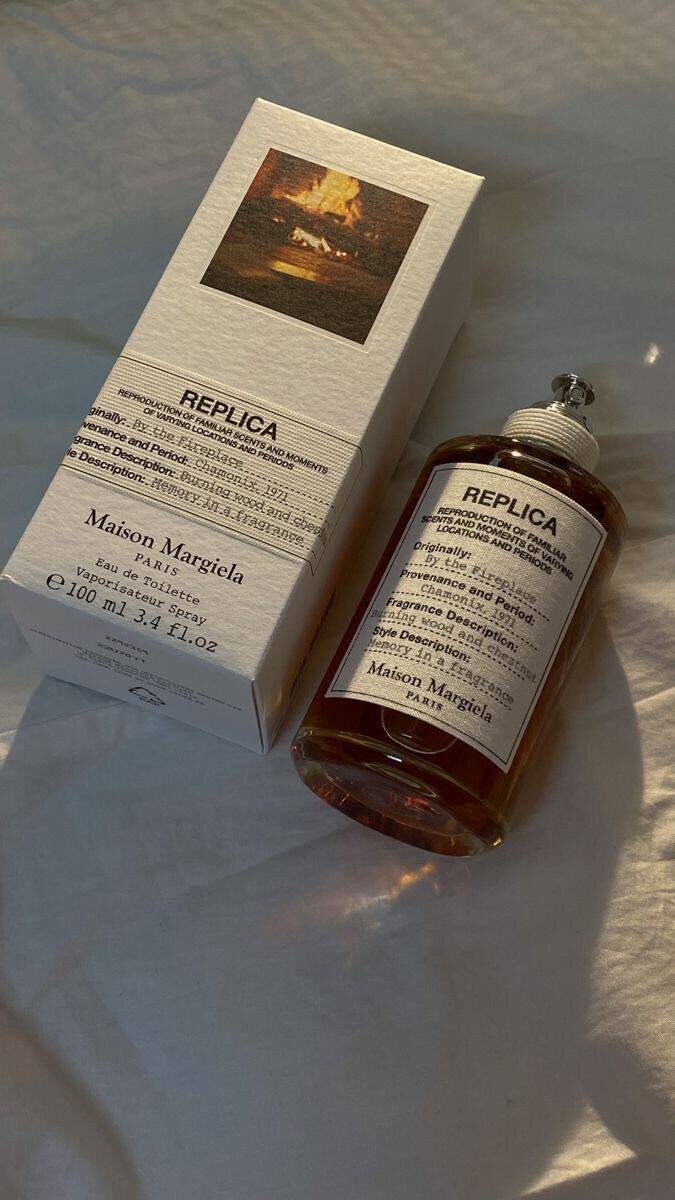 REPLICA
REPRODUCTION OF FAMILIAR SCENTS AND MOMENTS
OF VARYING LOCATIONS AND PERIODS
Originally: By the Fireplace
Provenance and Period: Chamonix, 1971
Fragrance Description: Burning wood and chestnut
Style Description: Memory in a fragrance
Maison Margiela
PARIS
Eau de Toilette
Vaporisateur Spray
℮ 100 ml 3.4 fl.oz
REPLICA
REPRODUCTION OF FAMILIAR
SCENTS AND MOMENTS OF VARYING
LOCATIONS AND PERIODS
Originally:
By the Fireplace
Provenance and Period:
Chamonix, 1971
Fragrance Description:
Burning wood and chestnut
Style Description:
Memory in a fragrance
Maison Margiela
PARIS